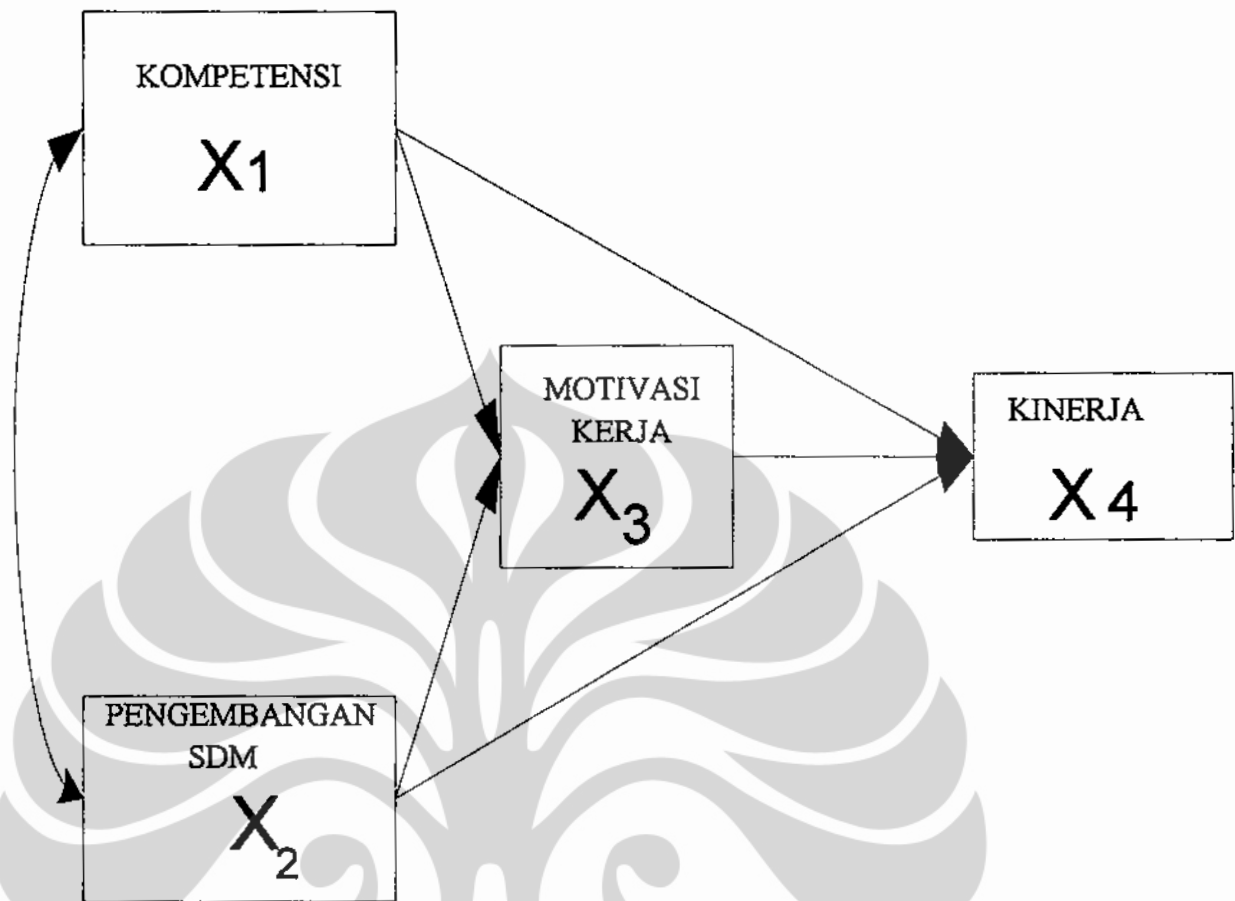 KOMPETENSI
X1
MOTIVASI
KERJA
X3
KINERJA
X4
PENGEMBANGAN
SDM
X2